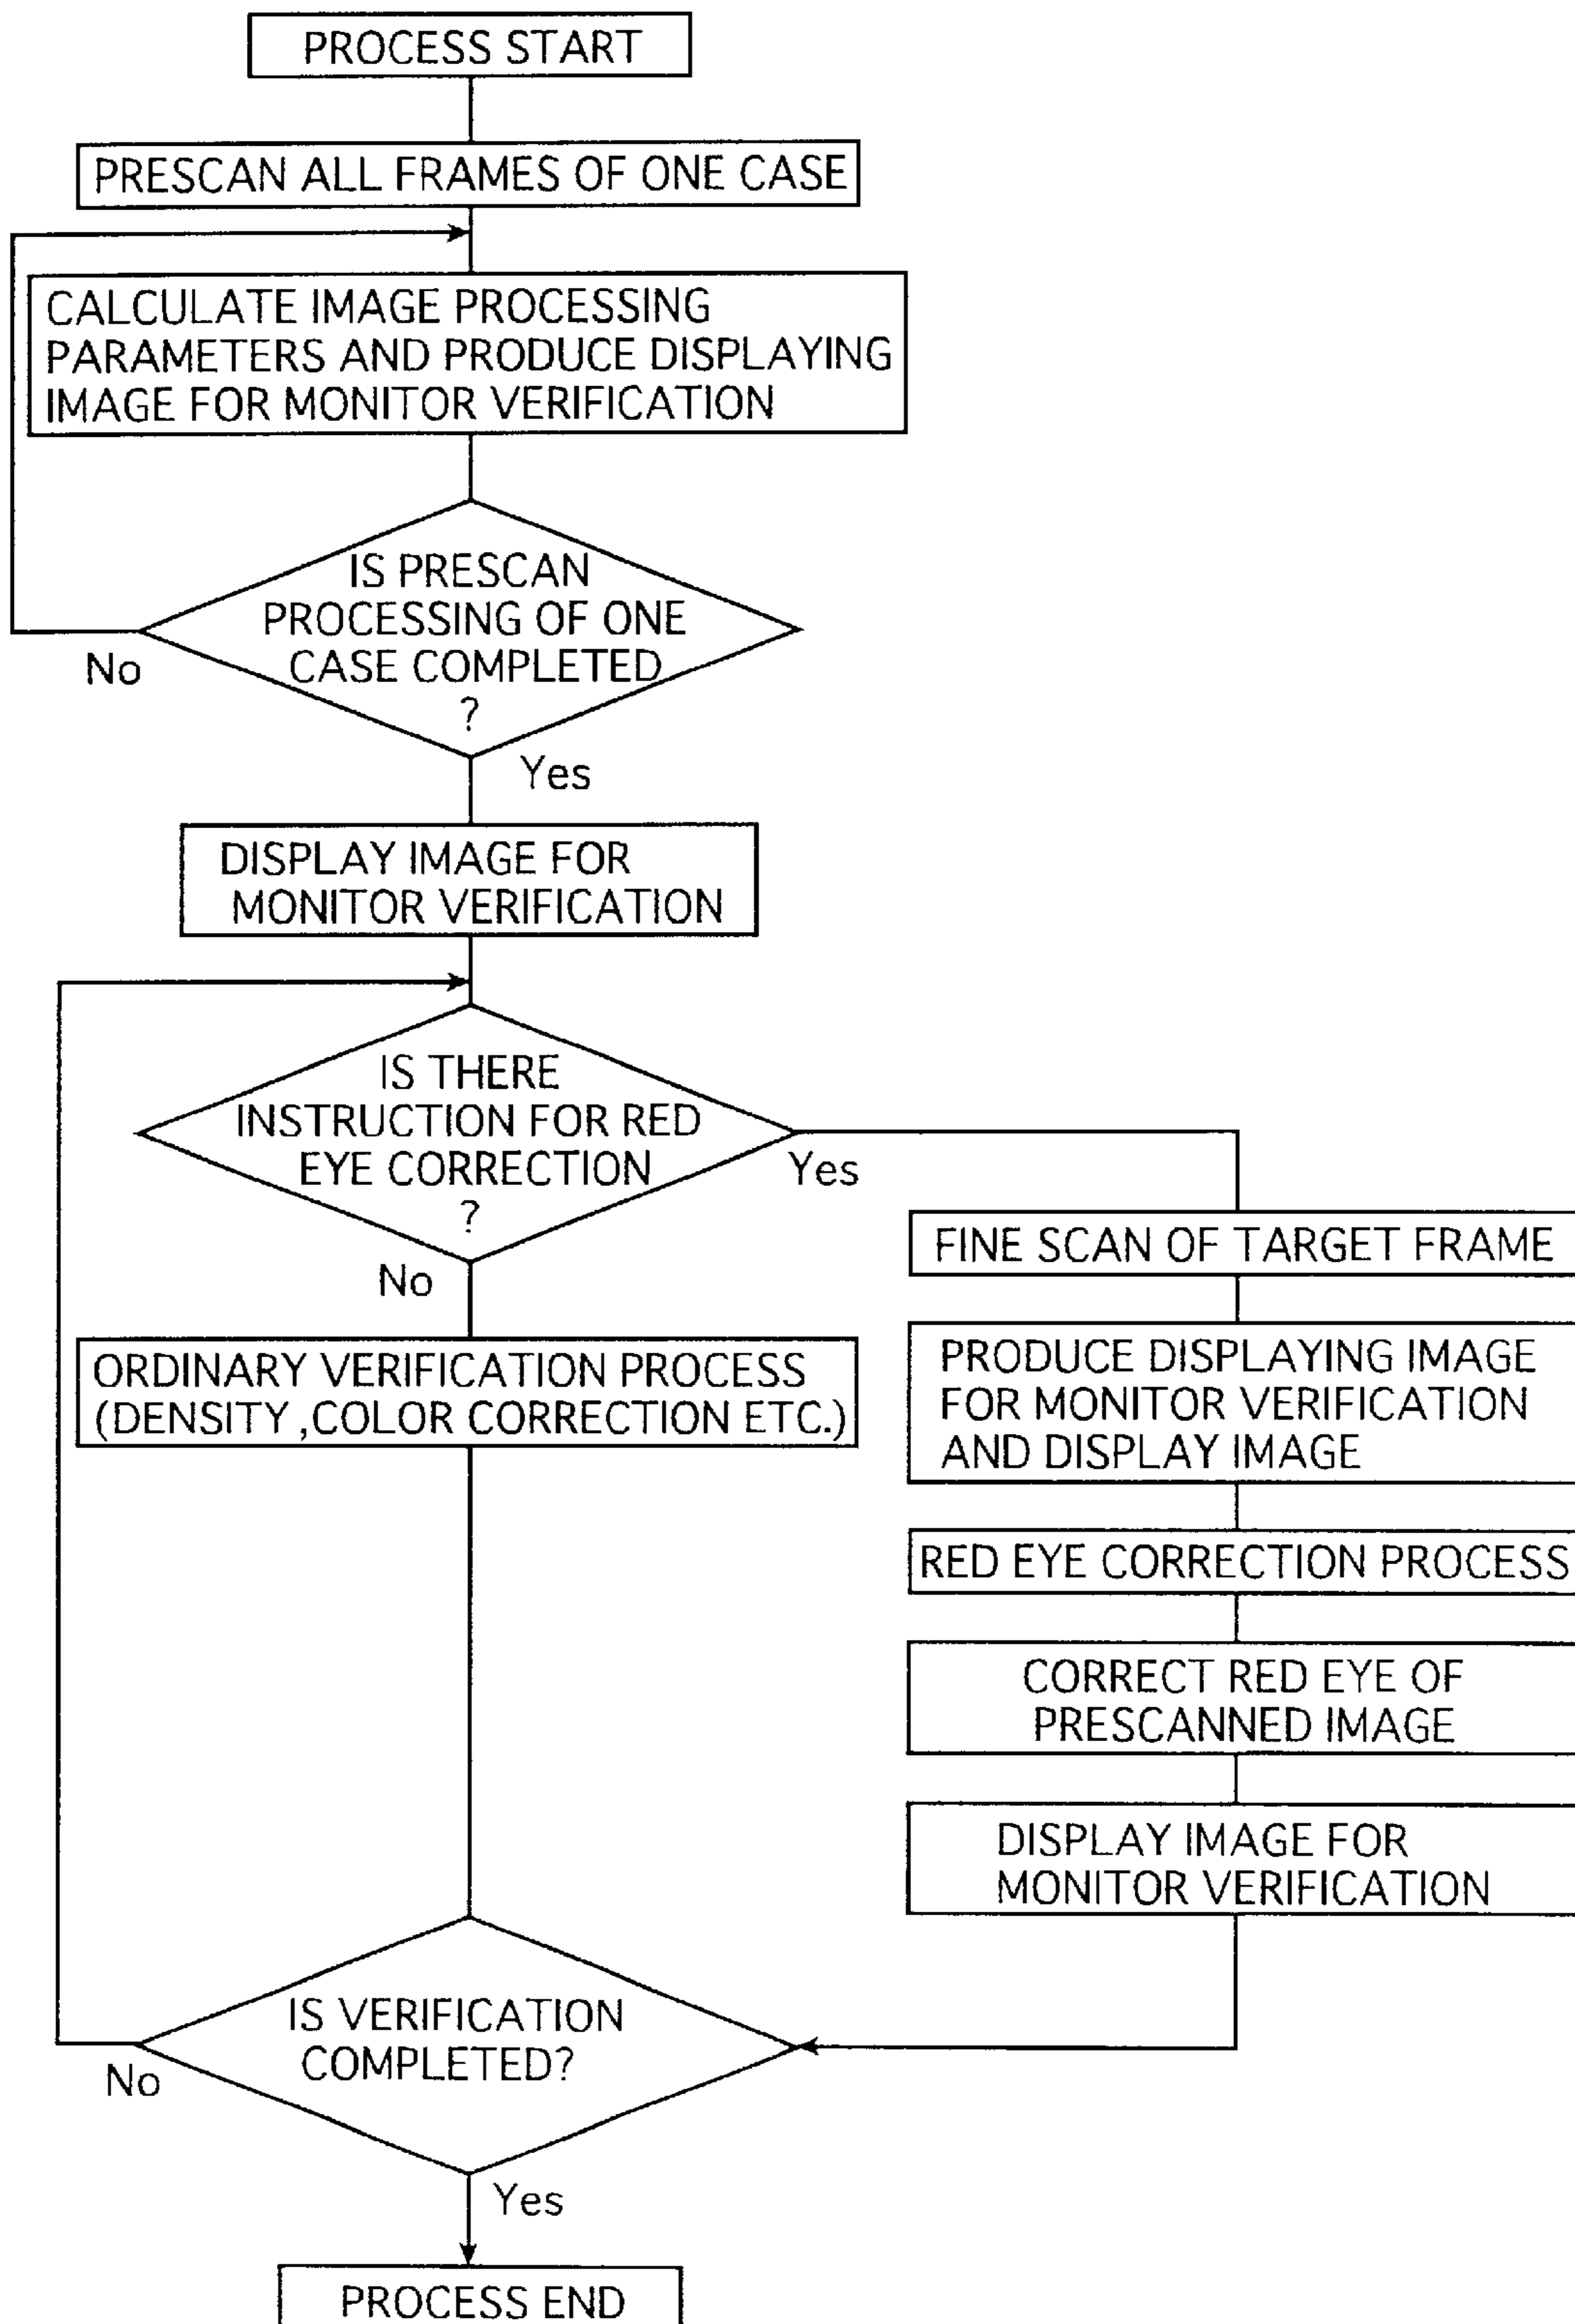 PROCESS START
PRESCAN ALL FRAMES OF ONE CASE
CALCULATE IMAGE PROCESSING
PARAMETERS AND PRODUCE DISPLAYING
IMAGE FOR MONITOR VERIFICATION
IS PRESCAN
PROCESSING OF ONE
CASE COMPLETED
?
No
Yes
DISPLAY IMAGE FOR
MONITOR VERIFICATION
IS THERE
INSTRUCTION FOR RED
EYE CORRECTION
?
Yes
No
ORDINARY VERIFICATION PROCESS
(DENSITY ,COLOR CORRECTION ETC.)
FINE SCAN OF TARGET FRAME
PRODUCE DISPLAYING IMAGE
FOR MONITOR VERIFICATION
AND DISPLAY IMAGE
RED EYE CORRECTION PROCESS
CORRECT RED EYE OF
PRESCANNED IMAGE
DISPLAY IMAGE FOR
MONITOR VERIFICATION
IS VERIFICATION
COMPLETED?
No
Yes
PROCESS END